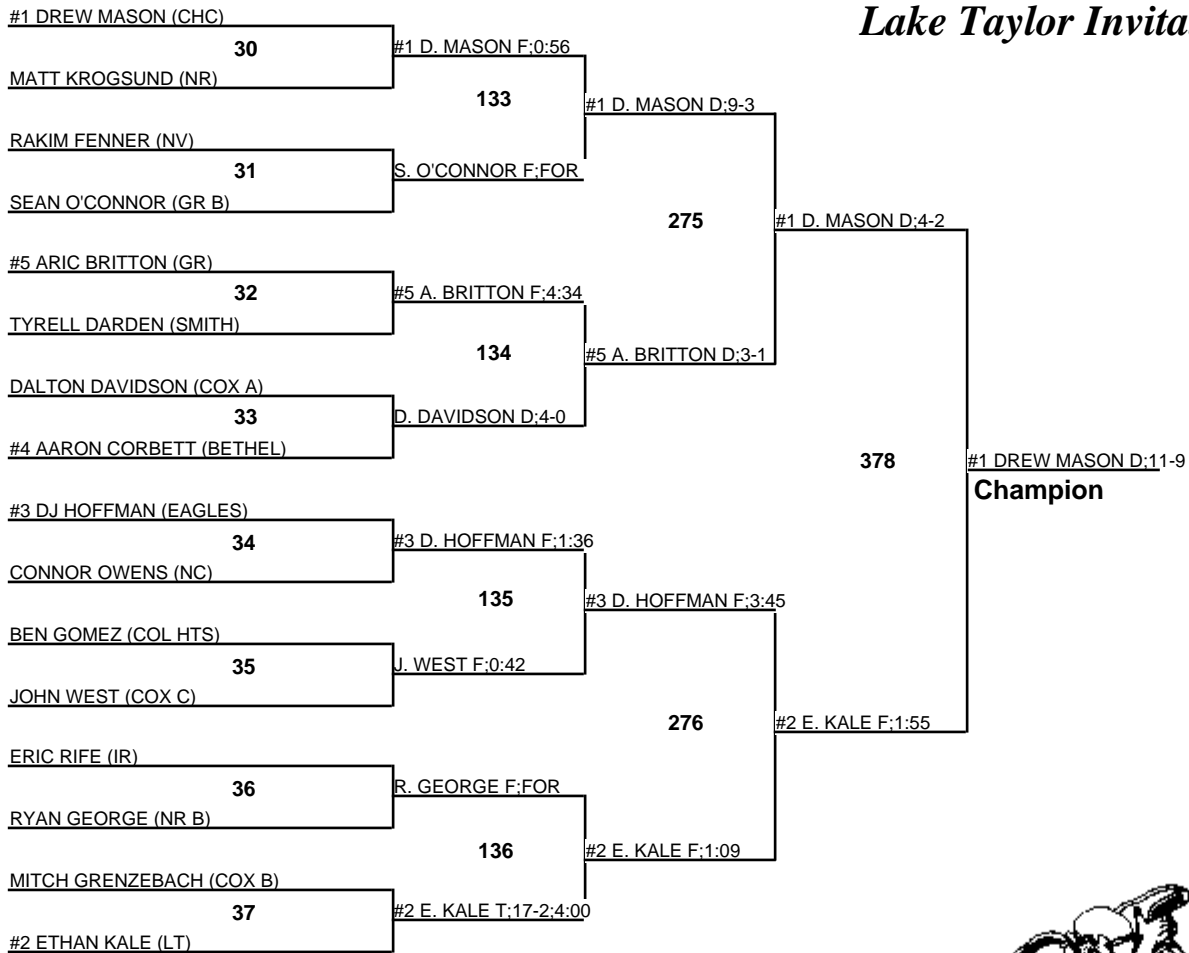 Lake Taylor Invita
#1 DREW MASON (CHC)
30
MATT KROGSUND (NR)
#1 D. MASON F;0:56
133
RAKIM FENNER (NV)
31
SEAN O'CONNOR (GR B)
S. O'CONNOR F;FOR
#1 D. MASON D;9-3
275
#5 ARIC BRITTON (GR)
32
TYRELL DARDEN (SMITH)
#5 A. BRITTON F;4:34
134
DALTON DAVIDSON (COX A)
33
#4 AARON CORBETT (BETHEL)
D. DAVIDSON D;4-0
#5 A. BRITTON D;3-1
#1 D. MASON D;4-2
378
#1 DREW MASON D;11-9
Champion
#3 DJ HOFFMAN (EAGLES)
34
CONNOR OWENS (NC)
#3 D. HOFFMAN F;1:36
135
BEN GOMEZ (COL HTS)
35
JOHN WEST (COX C)
J. WEST F;0:42
#3 D. HOFFMAN F;3:45
276
ERIC RIFE (IR)
36
RYAN GEORGE (NR B)
R. GEORGE F;FOR
136
MITCH GRENZEBACH (COX B)
37
#2 ETHAN KALE (LT)
#2 E. KALE T;17-2;4:00
#2 E. KALE F;1:09
#2 E. KALE F;1:55